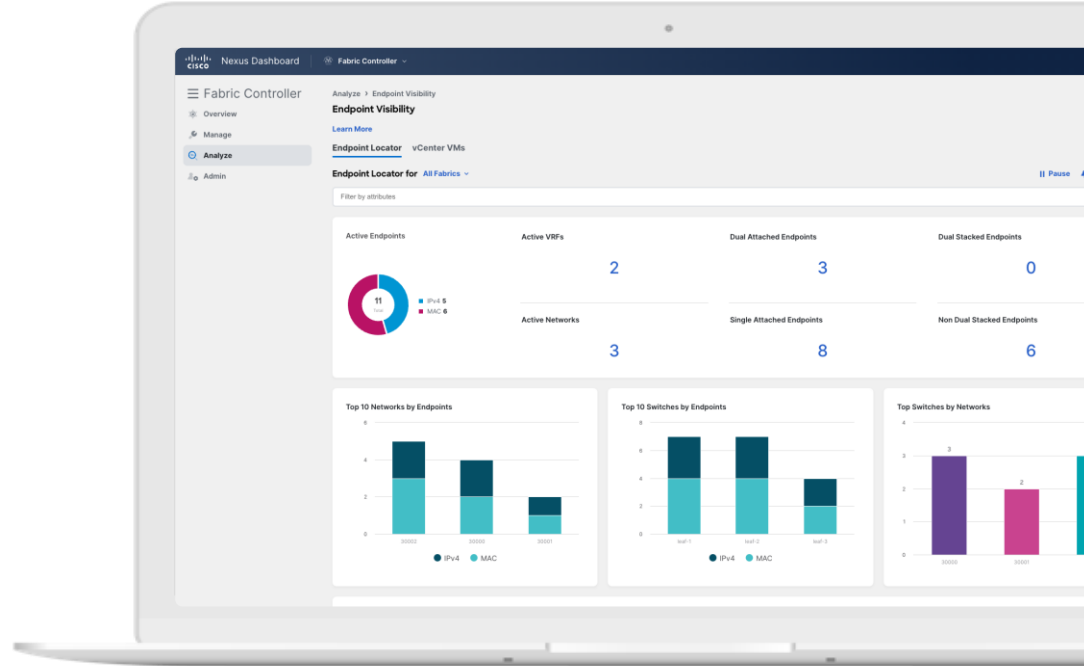 CISCO Nexus Dashboard Fabric Controller
Fabric Controller
Overview
Manage
Analyze
Admin
Analyze > Endpoint Visibility
Endpoint Visibility
Learn More
Endpoint Locator vCenter VMs
Endpoint Locator for All Fabrics
Pause
Filter by attributes
Active Endpoints
11
Total
IPv4 5
MAC 6
Active VRFs
2
Dual Attached Endpoints
3
Dual Stacked Endpoints
0
Active Networks
3
Single Attached Endpoints
8
Non Dual Stacked Endpoints
6
Top 10 Networks by Endpoints
6
4
2
0
30002 30000 30001
IPv4 MAC
Top 10 Switches by Endpoints
8
6
4
2
0
leaf-1 leaf-2 leaf-3
IPv4 MAC
Top Switches by Networks
4
3
2
1
0
3
2
30000 30001